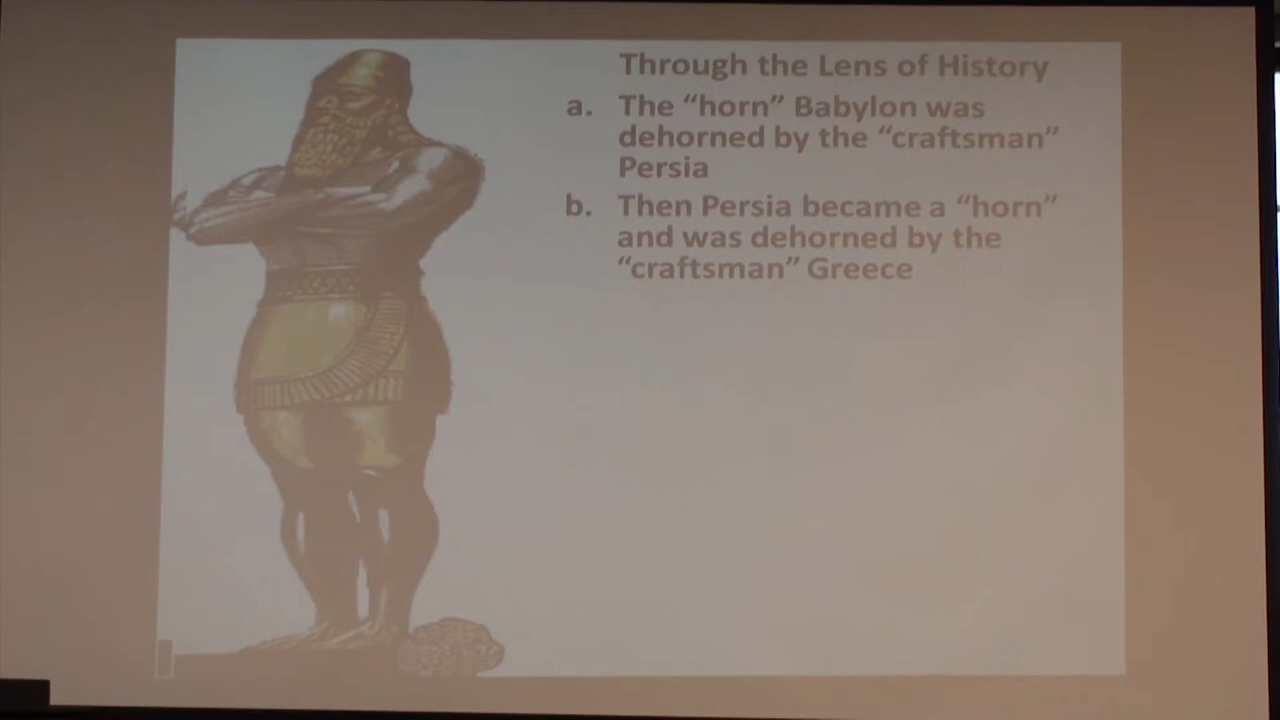 Through the Lens of History
a. The “horn” Babylon was
dehorned by the “craftsman”
Persia
b. Then Persia became a “horn”
and was dehorned by the
“craftsman” Greece